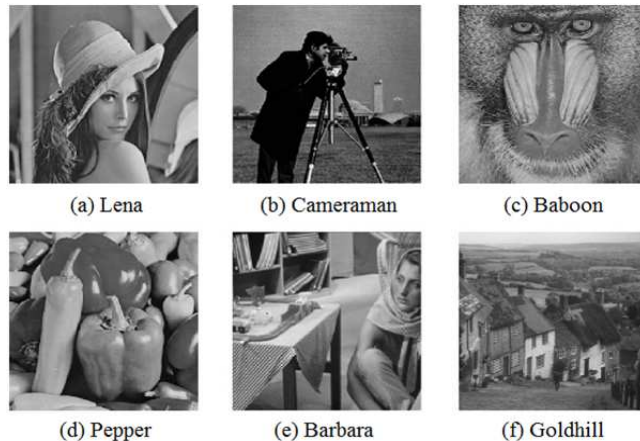 (a) Lena
(b) Cameraman
(c) Baboon
(d) Pepper
(e) Barbara
(f) Goldhill